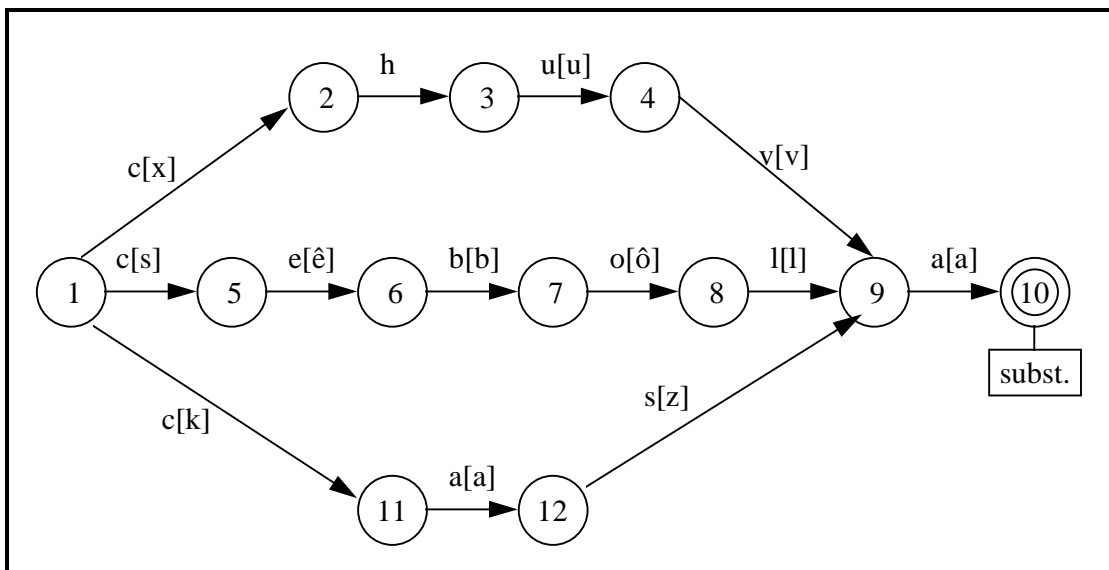 h u[u]
2 3 4
c[x] v[v]
c[s] e[ê] b[b] o[ô] l[l] a[a]
1 5 6 7 8 9 10
subst.
c[k] s[z]
a[a]
11 12